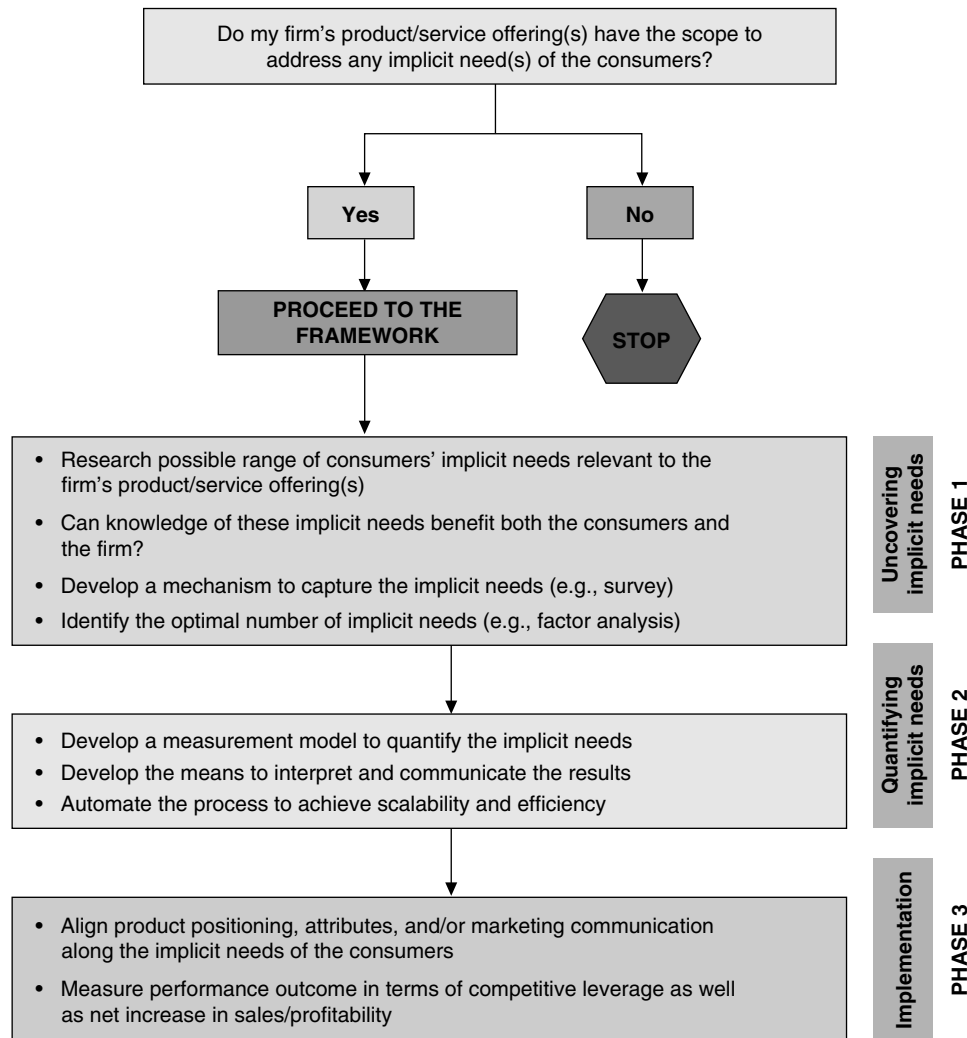 Do my firm’s product/service offering(s) have the scope to
address any implicit need(s) of the consumers?
Yes
No
PROCEED TO THE
FRAMEWORK
STOP
• Research possible range of consumers’ implicit needs relevant to the
firm’s product/service offering(s)
• Can knowledge of these implicit needs benefit both the consumers and
the firm?
• Develop a mechanism to capture the implicit needs (e.g., survey)
• Identify the optimal number of implicit needs (e.g., factor analysis)
Uncovering
implicit needs
PHASE 1
• Develop a measurement model to quantify the implicit needs
• Develop the means to interpret and communicate the results
• Automate the process to achieve scalability and efficiency
Quantifying
implicit needs
PHASE 2
• Align product positioning, attributes, and/or marketing communication
along the implicit needs of the consumers
• Measure performance outcome in terms of competitive leverage as well
as net increase in sales/profitability
Implementation
PHASE 3